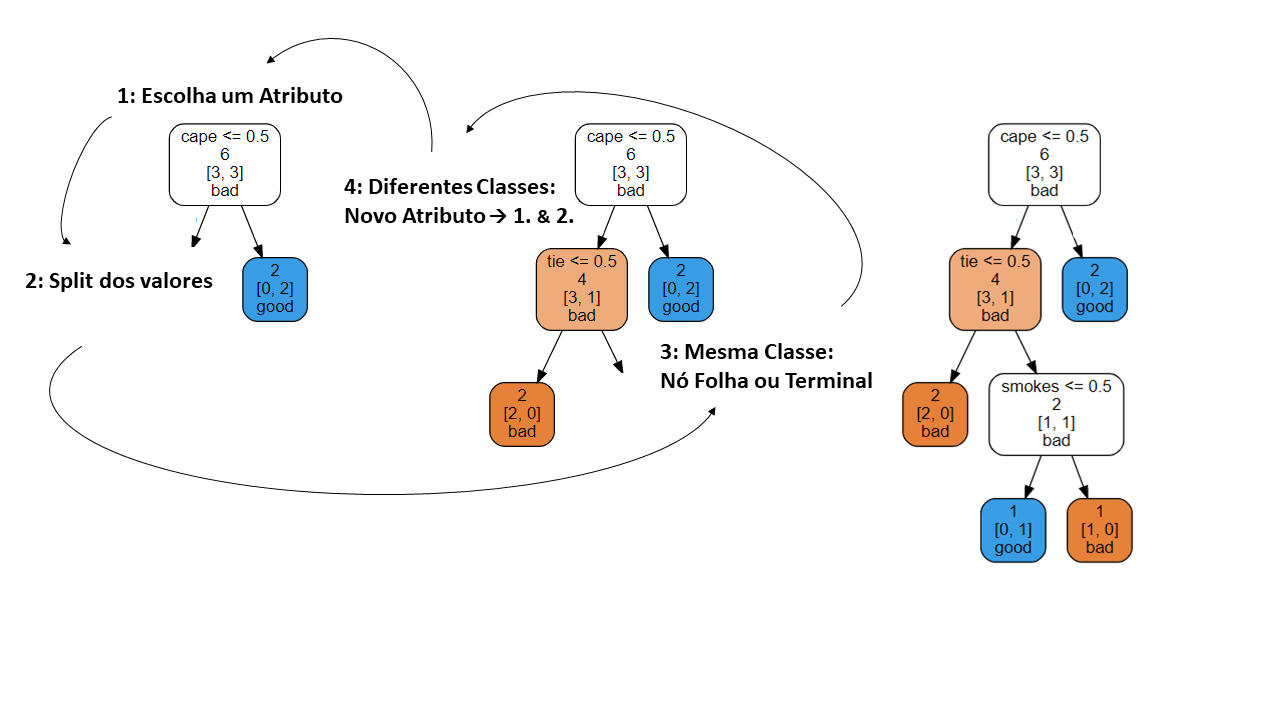 1: Escolha um Atributo
cape <= 0.5
6
[3, 3]
bad
2: Split dos valores
2
[0, 2]
good
4: Diferentes Classes:
Novo Atributo → 1. & 2.
cape <= 0.5
6
[3, 3]
bad
tie <= 0.5
4
[3, 1]
bad
2
[0, 2]
good
2
[2, 0]
bad
3: Mesma Classe:
Nó Folha ou Terminal
cape <= 0.5
6
[3, 3]
bad
tie <= 0.5
4
[3, 1]
bad
2
[0, 2]
good
2
[2, 0]
bad
smokes <= 0.5
2
[1, 1]
bad
1
[0, 1]
good
1
[1, 0]
bad